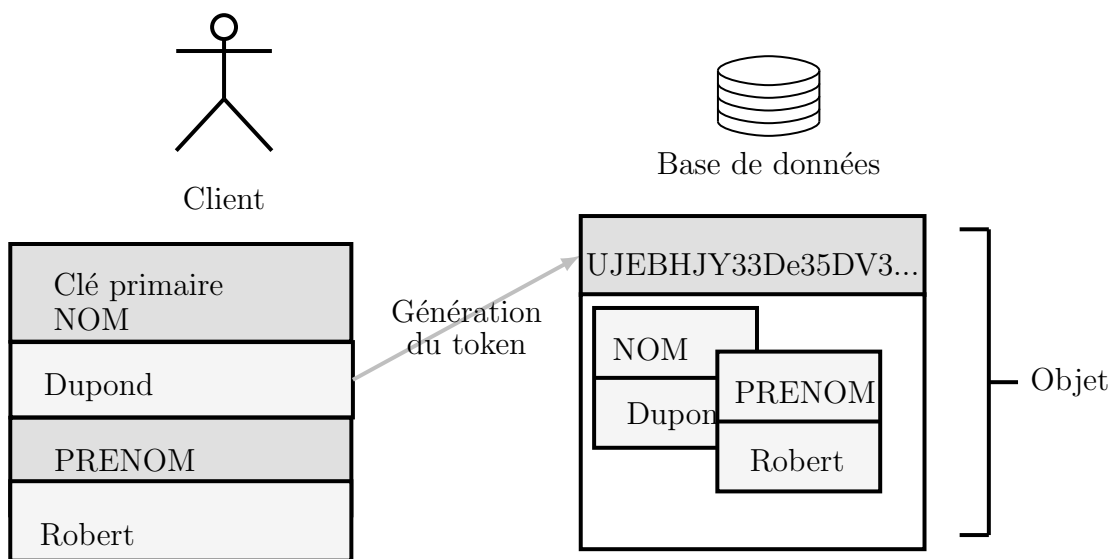 Client
Base de données
Clé primaire
NOM
Dupond
PRENOM
Robert
Génération
du token
UJEBHJY33De35DV3...
NOM
Dupon
PRENOM
Robert
Objet